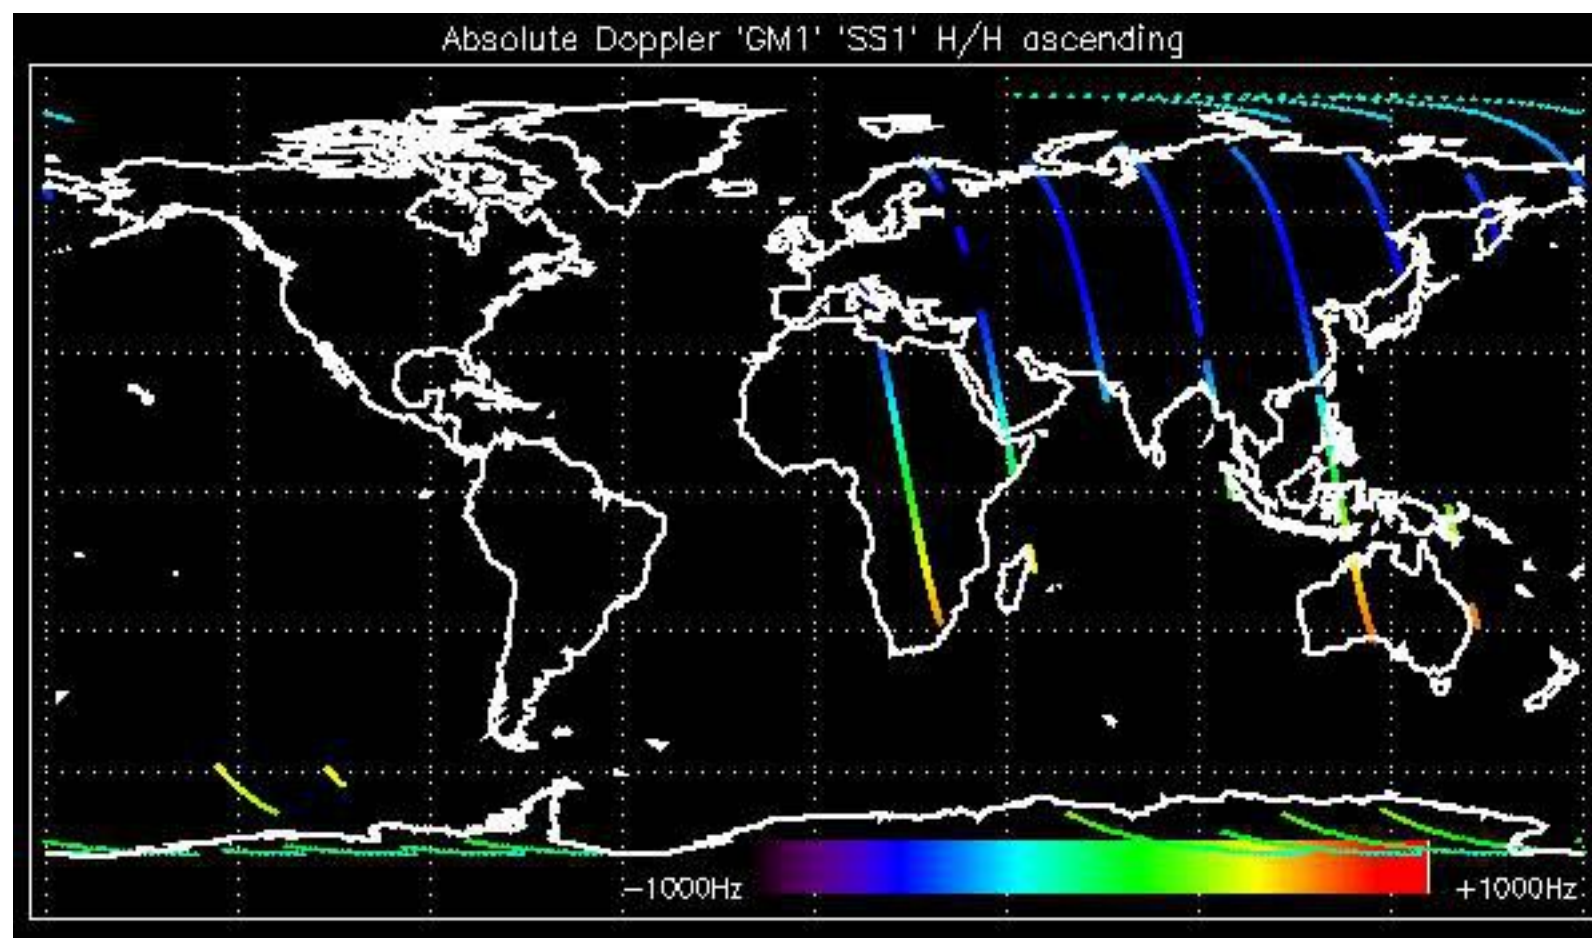 Absolute Doppler 'GM1' 'SS1' H/H ascending
-1000Hz +1000Hz